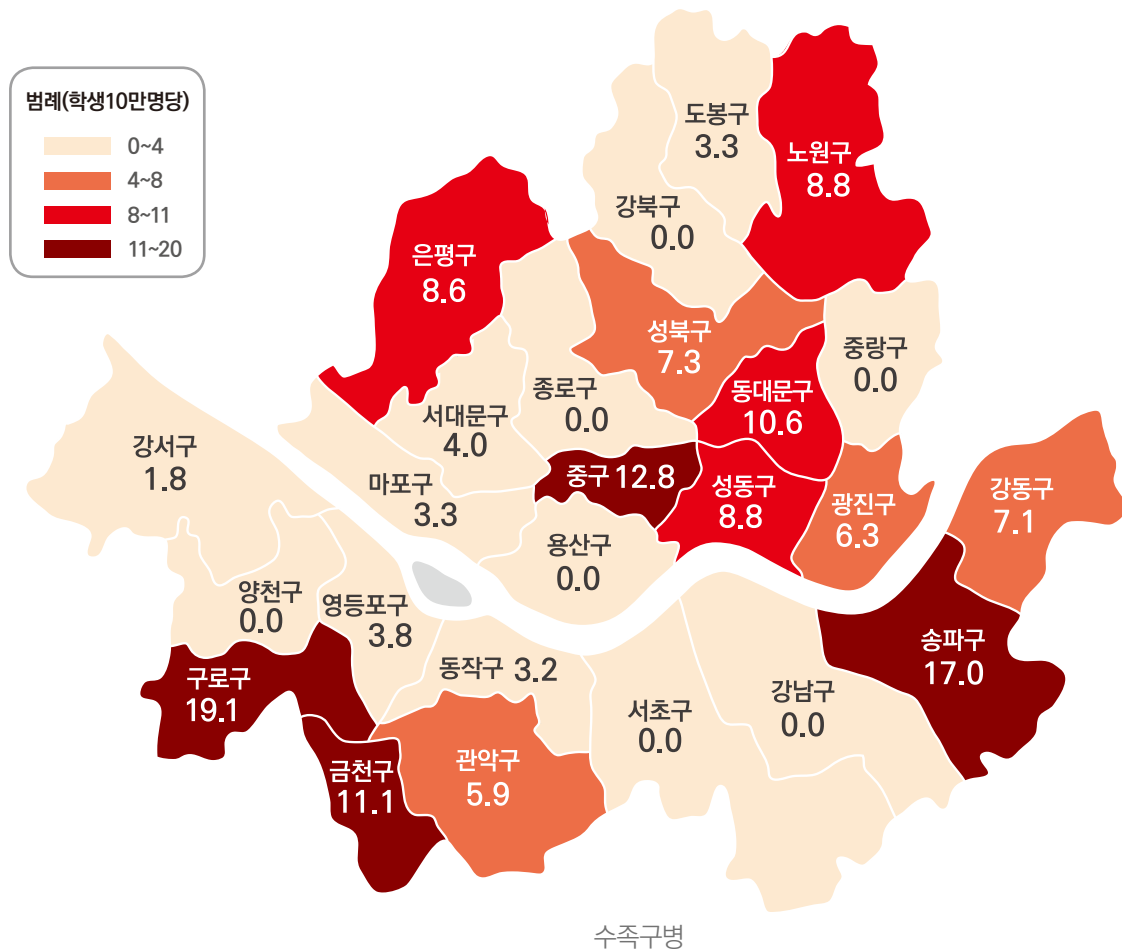 범례(학생10만명당)
0~4
4~8
8~11
11~20
도봉구
3.3
노원구
8.8
강북구
0.0
은평구
8.6
성북구
7.3
중랑구
0.0
동대문구
10.6
종로구
0.0
서대문구
4.0
강서구
1.8
마포구
3.3
중구 12.8
성동구
8.8
광진구
6.3
강동구
7.1
용산구
0.0
양천구
0.0
영등포구
3.8
동작구 3.2
송파구
17.0
구로구
19.1
서초구
0.0
강남구
0.0
금천구
11.1
관악구
5.9
수족구병